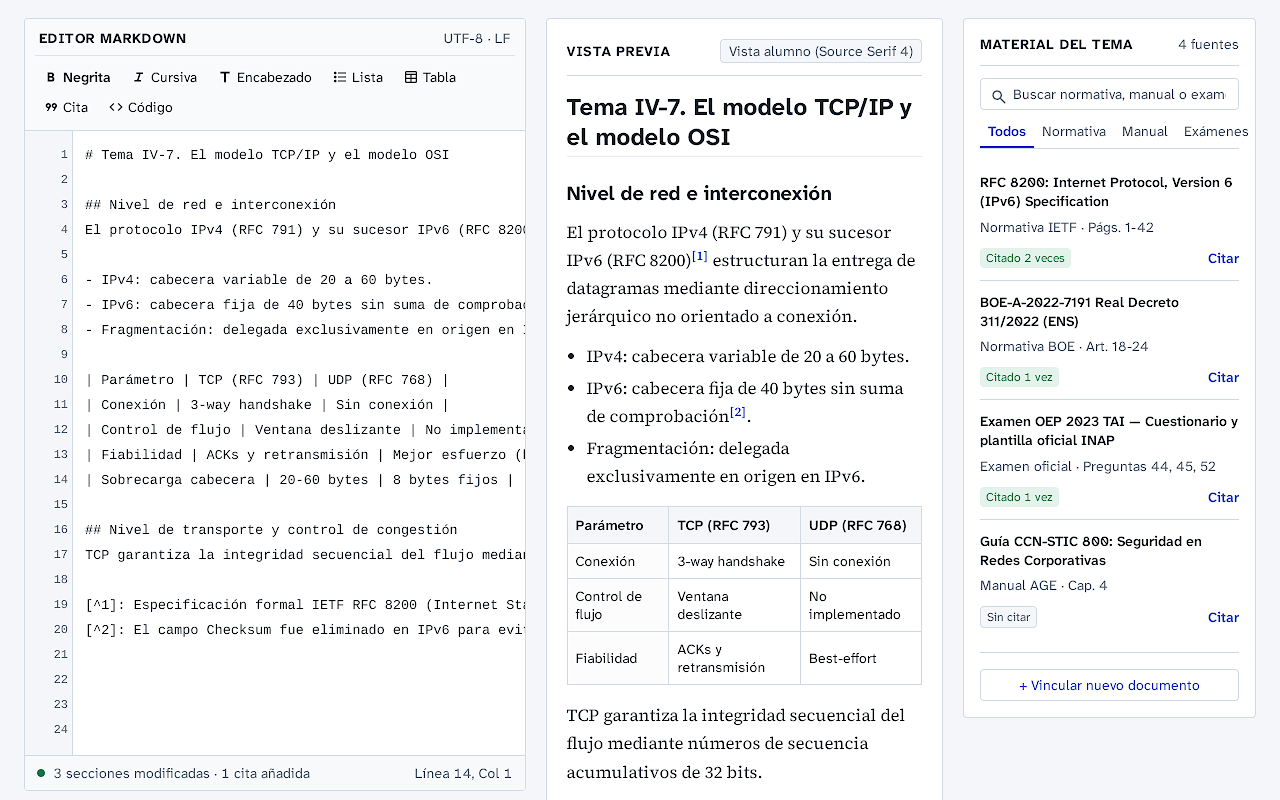 EDITOR MARKDOWN
UTF-8 · LF
B Negrita
I Cursiva
T Encabezado
Lista
Tabla
Cita
Código
1 # Tema IV-7. El modelo TCP/IP y el modelo OSI
2
3 ## Nivel de red e interconexión
4 El protocolo IPv4 (RFC 791) y su sucesor IPv6 (RFC 8200
5
6 - IPv4: cabecera variable de 20 a 60 bytes.
7 - IPv6: cabecera fija de 40 bytes sin suma de comprobac
8 - Fragmentación: delegada exclusivamente en origen en
9
10 | Parámetro | TCP (RFC 793) | UDP (RFC 768) |
11 | Conexión | 3-way handshake | Sin conexión |
12 | Control de flujo | Ventana deslizante | No implementa
13 | Fiabilidad | ACKs y retransmisión | Mejor esfuerzo (
14 | Sobrecarga cabecera | 20-60 bytes | 8 bytes fijos |
15
16 ## Nivel de transporte y control de congestión
17 TCP garantiza la integridad secuencial del flujo median
18
19 [^1]: Especificación formal IETF RFC 8200 (Internet Sta
20 [^2]: El campo Checksum fue eliminado en IPv6 para evit
21
22
23
24
3 secciones modificadas · 1 cita añadida
Línea 14, Col 1
VISTA PREVIA
Vista alumno (Source Serif 4)
Tema IV-7. El modelo TCP/IP y
el modelo OSI
Nivel de red e interconexión
El protocolo IPv4 (RFC 791) y su sucesor
IPv6 (RFC 8200)[1] estructuran la entrega de
datagramas mediante direccionamiento
jerárquico no orientado a conexión.
• IPv4: cabecera variable de 20 a 60 bytes.
• IPv6: cabecera fija de 40 bytes sin suma
de comprobación[2].
• Fragmentación: delegada
exclusivamente en origen en IPv6.
Parámetro TCP (RFC 793) UDP (RFC 768)
Conexión 3-way handshake Sin conexión
Control de flujo Ventana deslizante No implementado
Fiabilidad ACKs y retransmisión Best-effort
TCP garantiza la integridad secuencial del
flujo mediante números de secuencia
acumulativos de 32 bits.
MATERIAL DEL TEMA
4 fuentes
Buscar normativa, manual o exam
Todos Normativa Manual Exámenes
RFC 8200: Internet Protocol, Version 6
(IPv6) Specification
Normativa IETF · Págs. 1-42
Citado 2 veces
Citar
BOE-A-2022-7191 Real Decreto
311/2022 (ENS)
Normativa BOE · Art. 18-24
Citado 1 vez
Citar
Examen OEP 2023 TAI — Cuestionario y
plantilla oficial INAP
Examen oficial · Preguntas 44, 45, 52
Citado 1 vez
Citar
Guía CCN-STIC 800: Seguridad en
Redes Corporativas
Manual AGE · Cap. 4
Sin citar
Citar
+ Vincular nuevo documento